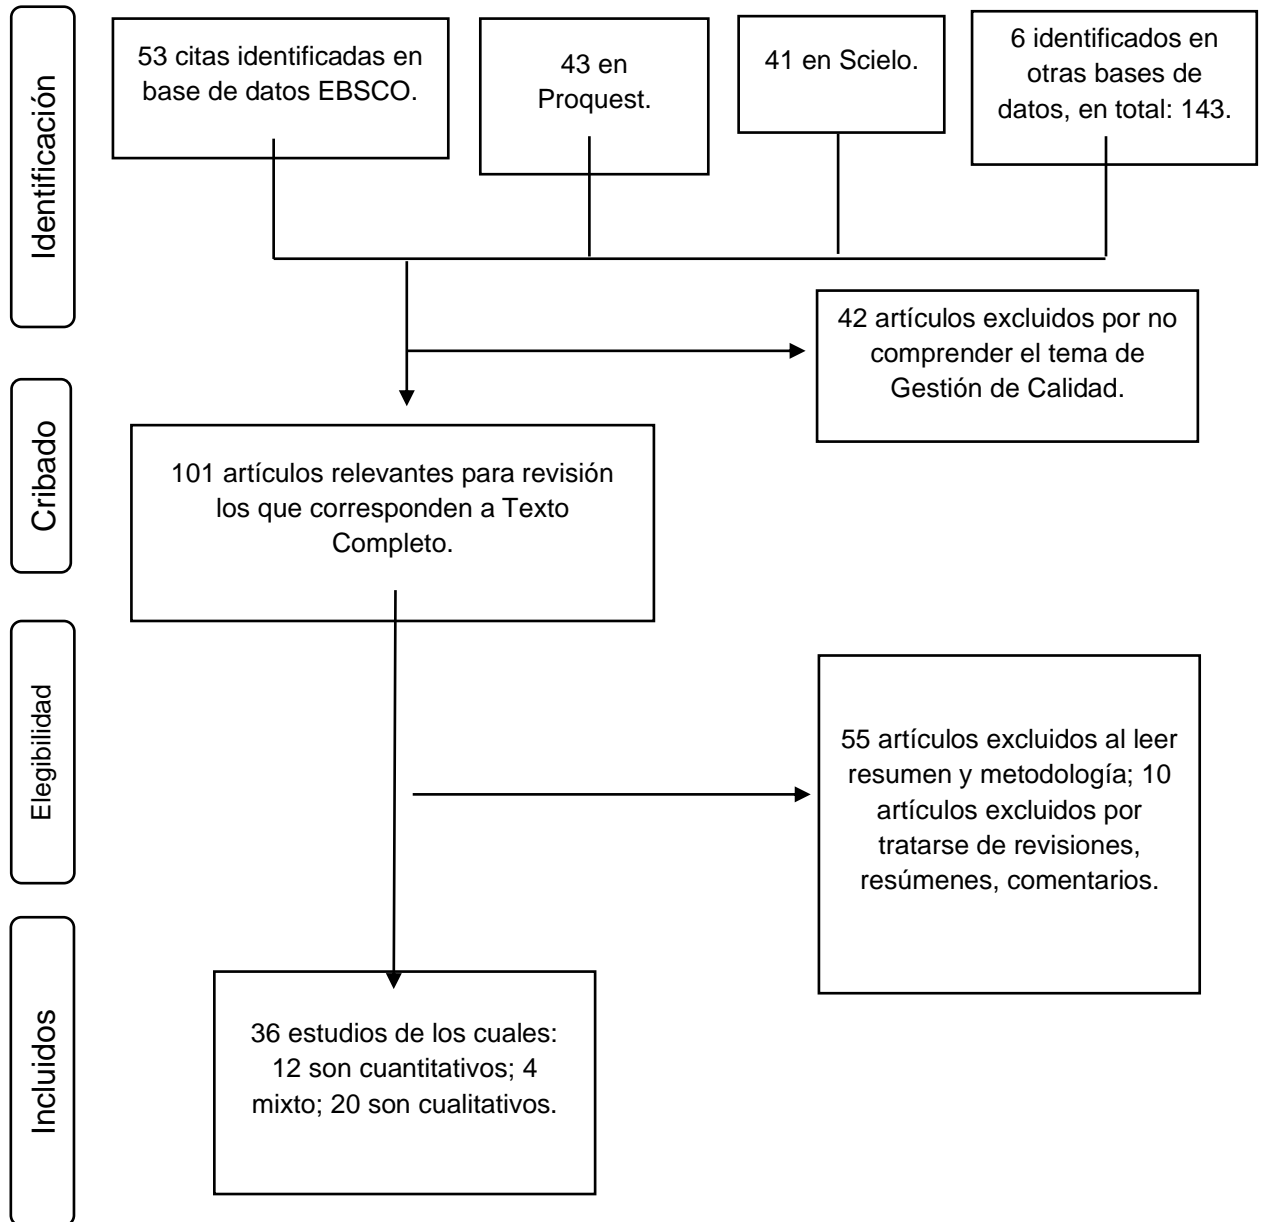 Identificación
53 citas identificadas en
base de datos EBSCO.
43 en
Proquest.
41 en Scielo.
6 identificados en
otras bases de
datos, en total: 143.
42 artículos excluidos por no
comprender el tema de
Gestión de Calidad.
Cribado
101 artículos relevantes para revisión
los que corresponden a Texto
Completo.
Elegibilidad
55 artículos excluidos al leer
resumen y metodología; 10
artículos excluidos por
tratarse de revisiones,
resúmenes, comentarios.
Incluidos
36 estudios de los cuales:
12 son cuantitativos; 4
mixto; 20 son cualitativos.